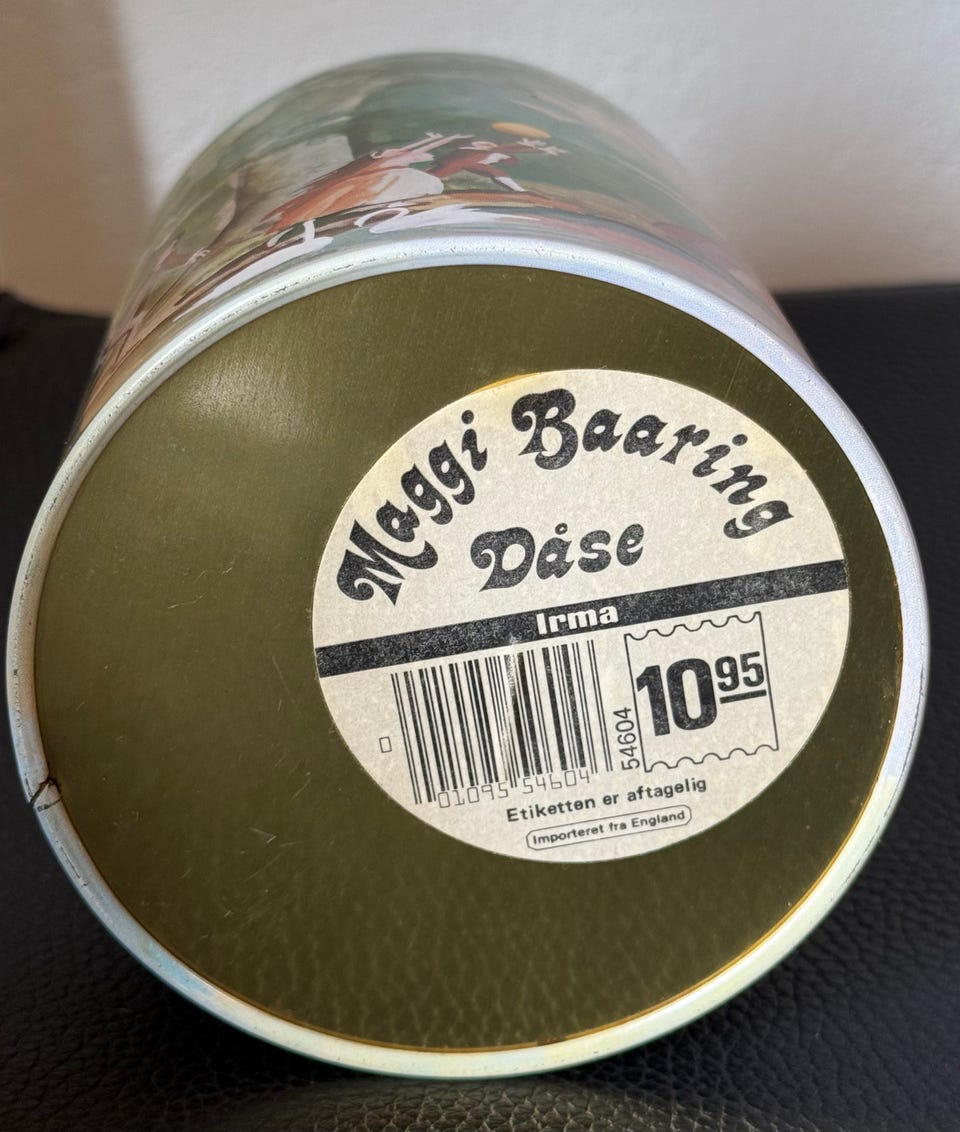 Maggi Baaring
Dåse
Irma
10 95
54604
0
01095 54604
Etiketten er aftagelig
Importeret fra England